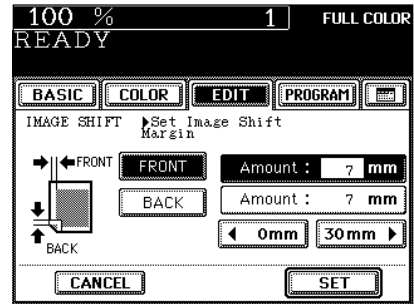 100 % 1 FULL COLOR
READY
BASIC COLOR EDIT PROGRAM
IMAGE SHIFT ▶Set Image Shift
Margin
FRONT FRONT Amount : 7 mm
BACK Amount : 7 mm
BACK ◀ 0mm 30mm ▶
CANCEL SET